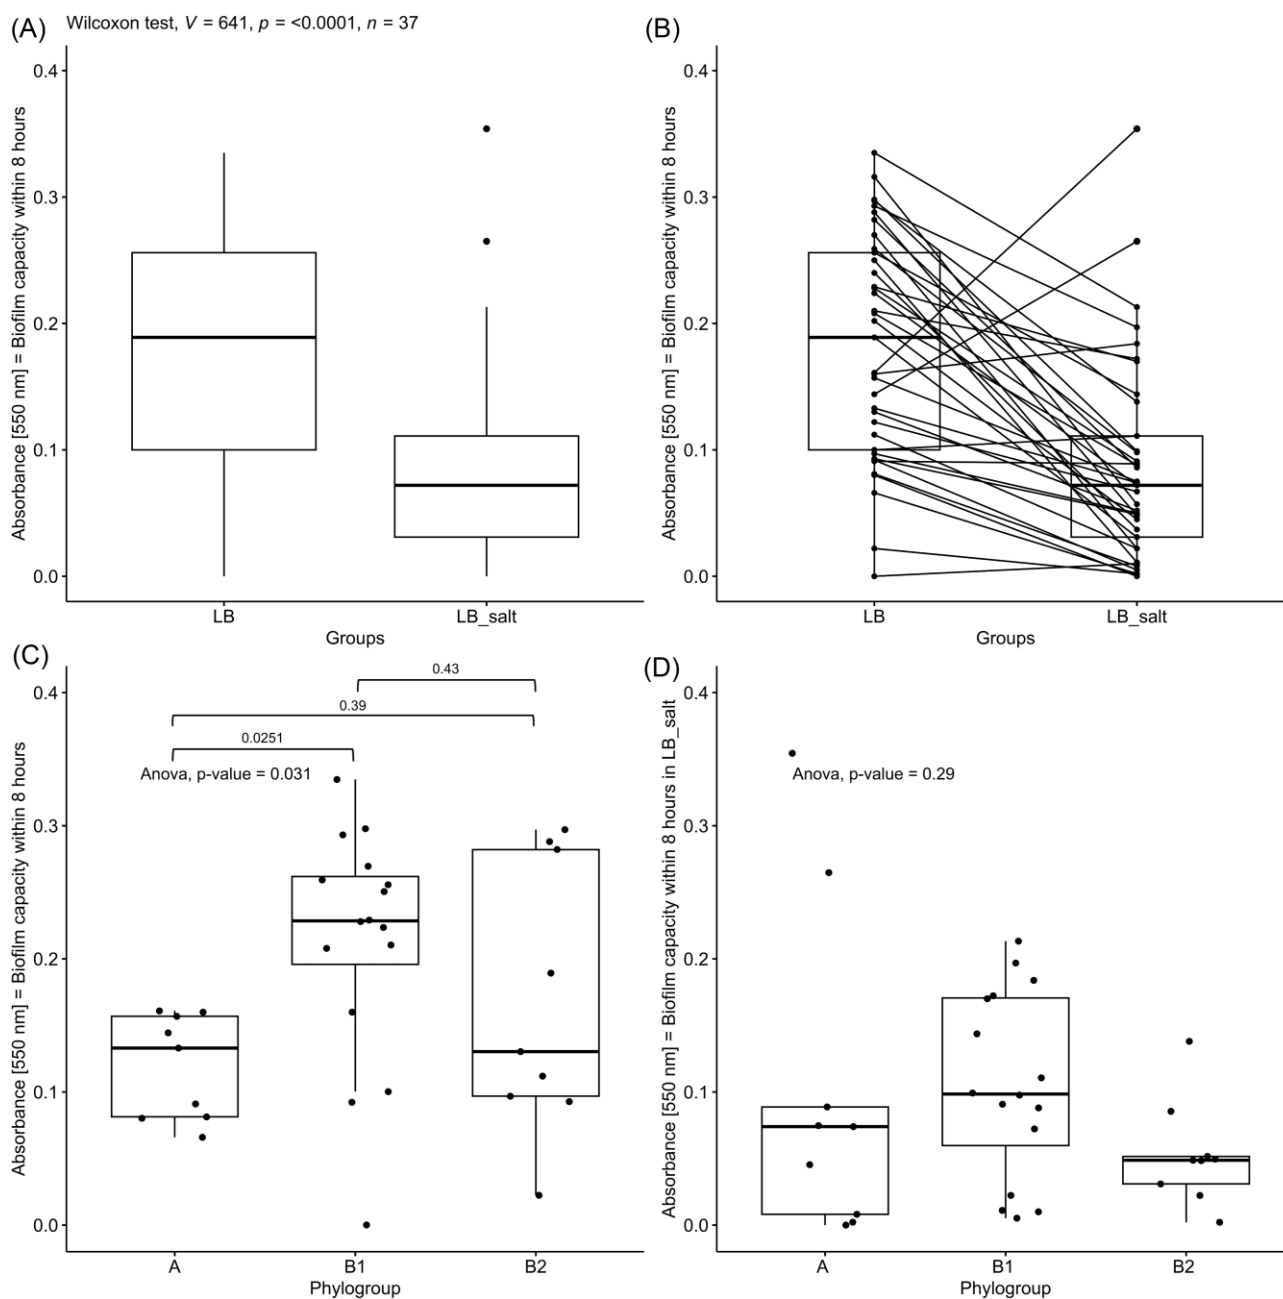 (A) Wilcoxon test, V = 641, p = <0.0001, n = 37
Absorbance [550 nm] = Biofilm capacity within 8 hours
0.4
0.3
0.2
0.1
0.0
LB LB_salt
Groups
(B)
Absorbance [550 nm] = Biofilm capacity within 8 hours
0.4
0.3
0.2
0.1
0.0
LB LB_salt
Groups
(C)
Absorbance [550 nm] = Biofilm capacity within 8 hours
0.4
0.3
0.2
0.1
0.0
0.43
0.39
0.0251
Anova, p-value = 0.031
A B1 B2
Phylogroup
(D)
Absorbance [550 nm] = Biofilm capacity within 8 hours in LB_salt
0.4
0.3
0.2
0.1
0.0
Anova, p-value = 0.29
A B1 B2
Phylogroup